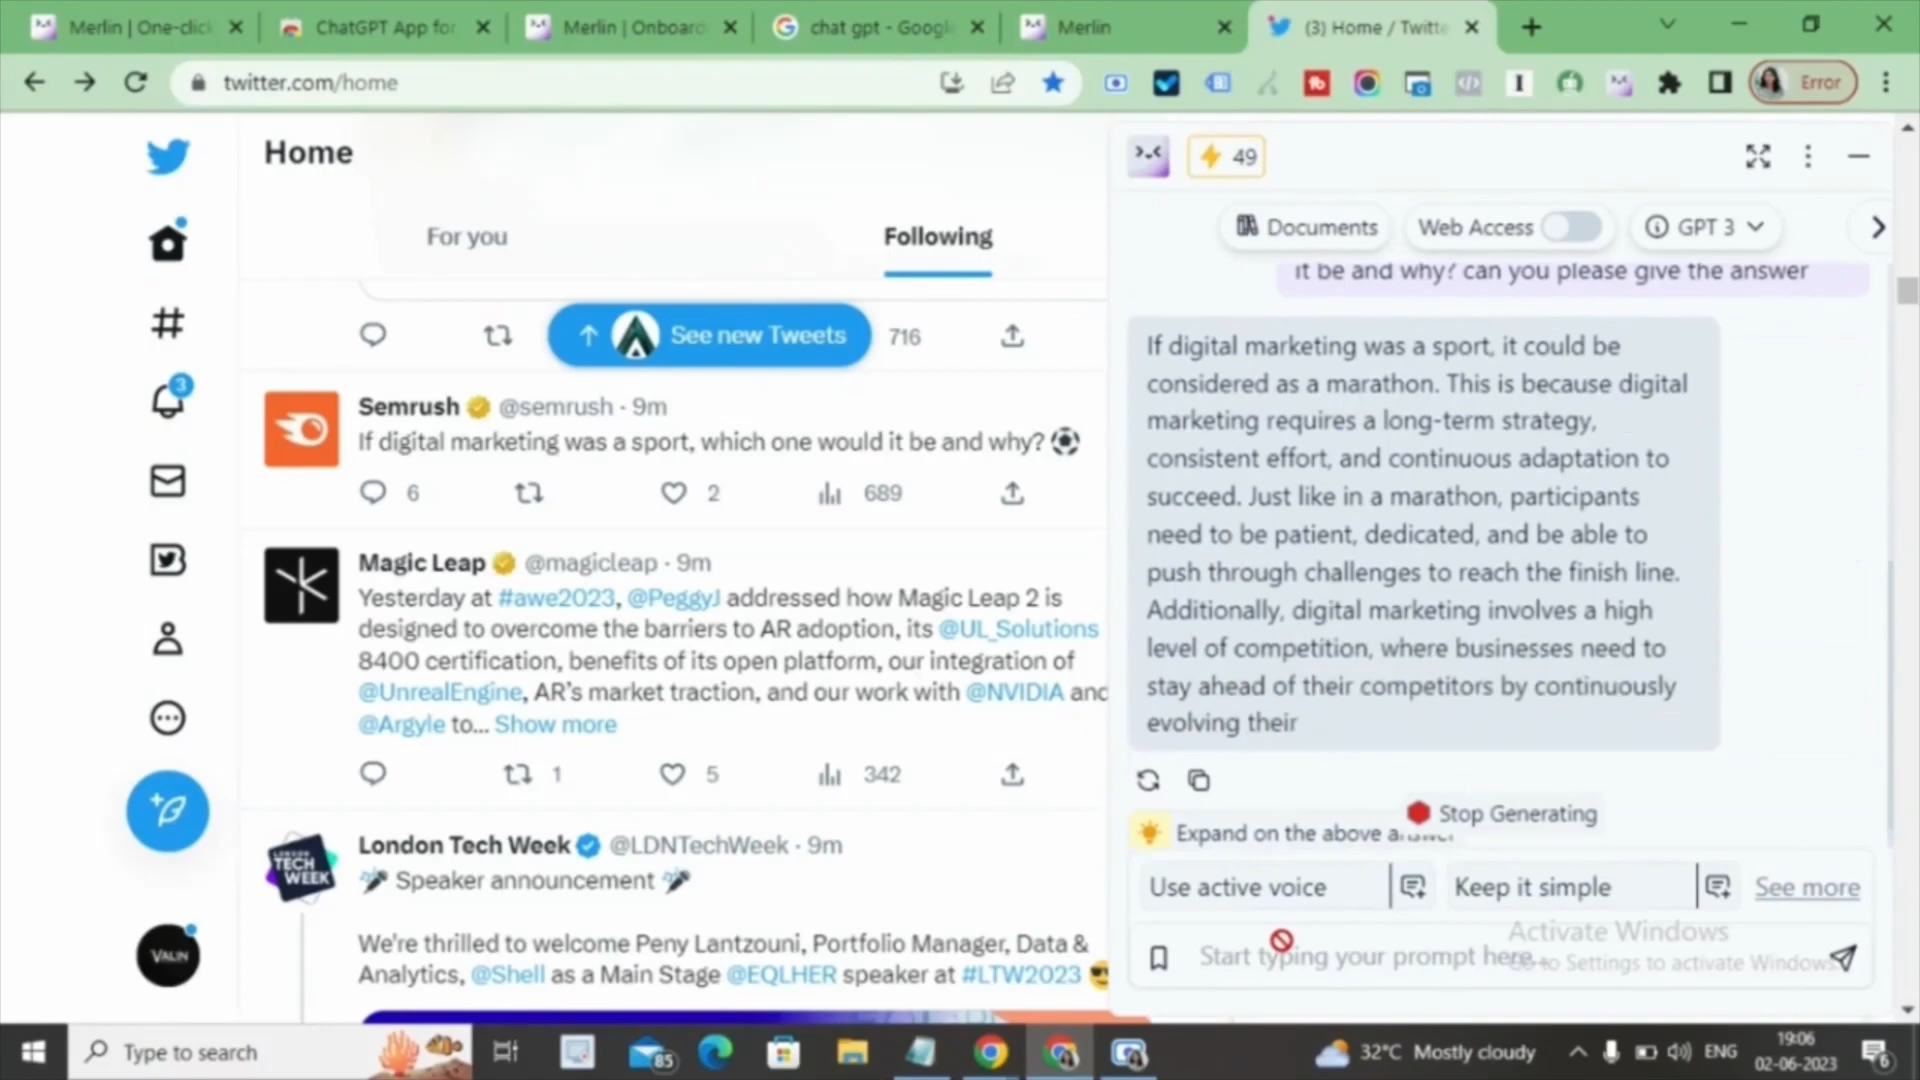 Merlin | One-clic
ChatGPT App for
Merlin | Onboard
chat gpt - Google
Merlin
(3) Home / Twitte
twitter.com/home
Error
Home
For you
Following
See new Tweets
716
Semrush @semrush · 9m
If digital marketing was a sport, which one would it be and why?
6
2
689
Magic Leap @magicleap · 9m
Yesterday at #awe2023, @PeggyJ addressed how Magic Leap 2 is
designed to overcome the barriers to AR adoption, its @UL_Solutions
8400 certification, benefits of its open platform, our integration of
@UnrealEngine, AR's market traction, and our work with @NVIDIA and
@Argyle to... Show more
1
5
342
London Tech Week @LDNTechWeek · 9m
Speaker announcement
We're thrilled to welcome Peny Lantzouni, Portfolio Manager, Data &
Analytics, @Shell as a Main Stage @EQLHER speaker at #LTW2023
LONDON
TECH
WEEK
3
VALIN
49
Documents
Web Access
GPT 3
it be and why? can you please give the answer
If digital marketing was a sport, it could be
considered as a marathon. This is because digital
marketing requires a long-term strategy,
consistent effort, and continuous adaptation to
succeed. Just like in a marathon, participants
need to be patient, dedicated, and be able to
push through challenges to reach the finish line.
Additionally, digital marketing involves a high
level of competition, where businesses need to
stay ahead of their competitors by continuously
evolving their
Stop Generating
Expand on the above answer
Use active voice
Keep it simple
See more
Activate Windows
Start typing your prompt here...
Go to Settings to activate Windows.
Type to search
85
32°C Mostly cloudy
ENG
19:06
02-06-2023
6